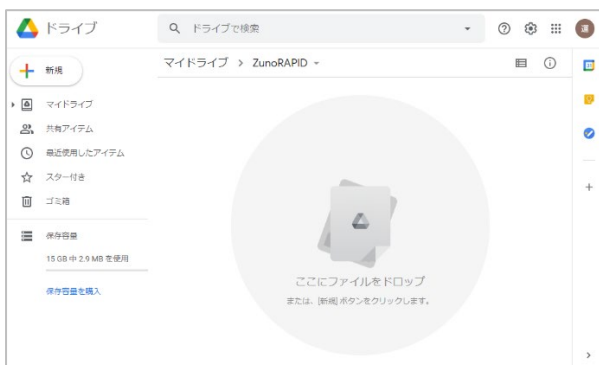 ドライブ
ドライブで検索
運
新規
マイドライブ > ZunoRAPID
マイドライブ
共有アイテム
最近使用したアイテム
スター付き
ゴミ箱
保存容量
15 GB 中 2.9 MB を使用
保存容量を購入
ここにファイルをドロップ
または、[新規] ボタンをクリックします。